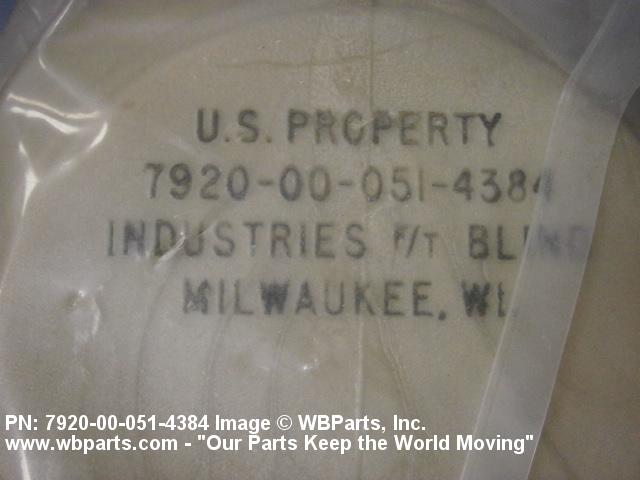 U.S. PROPERTY
7920-00-051-4384
INDUSTRIES F/T BLIND
MILWAUKEE, WI.
PN: 7920-00-051-4384 Image © WBParts, Inc.
www.wbparts.com - "Our Parts Keep the World Moving"